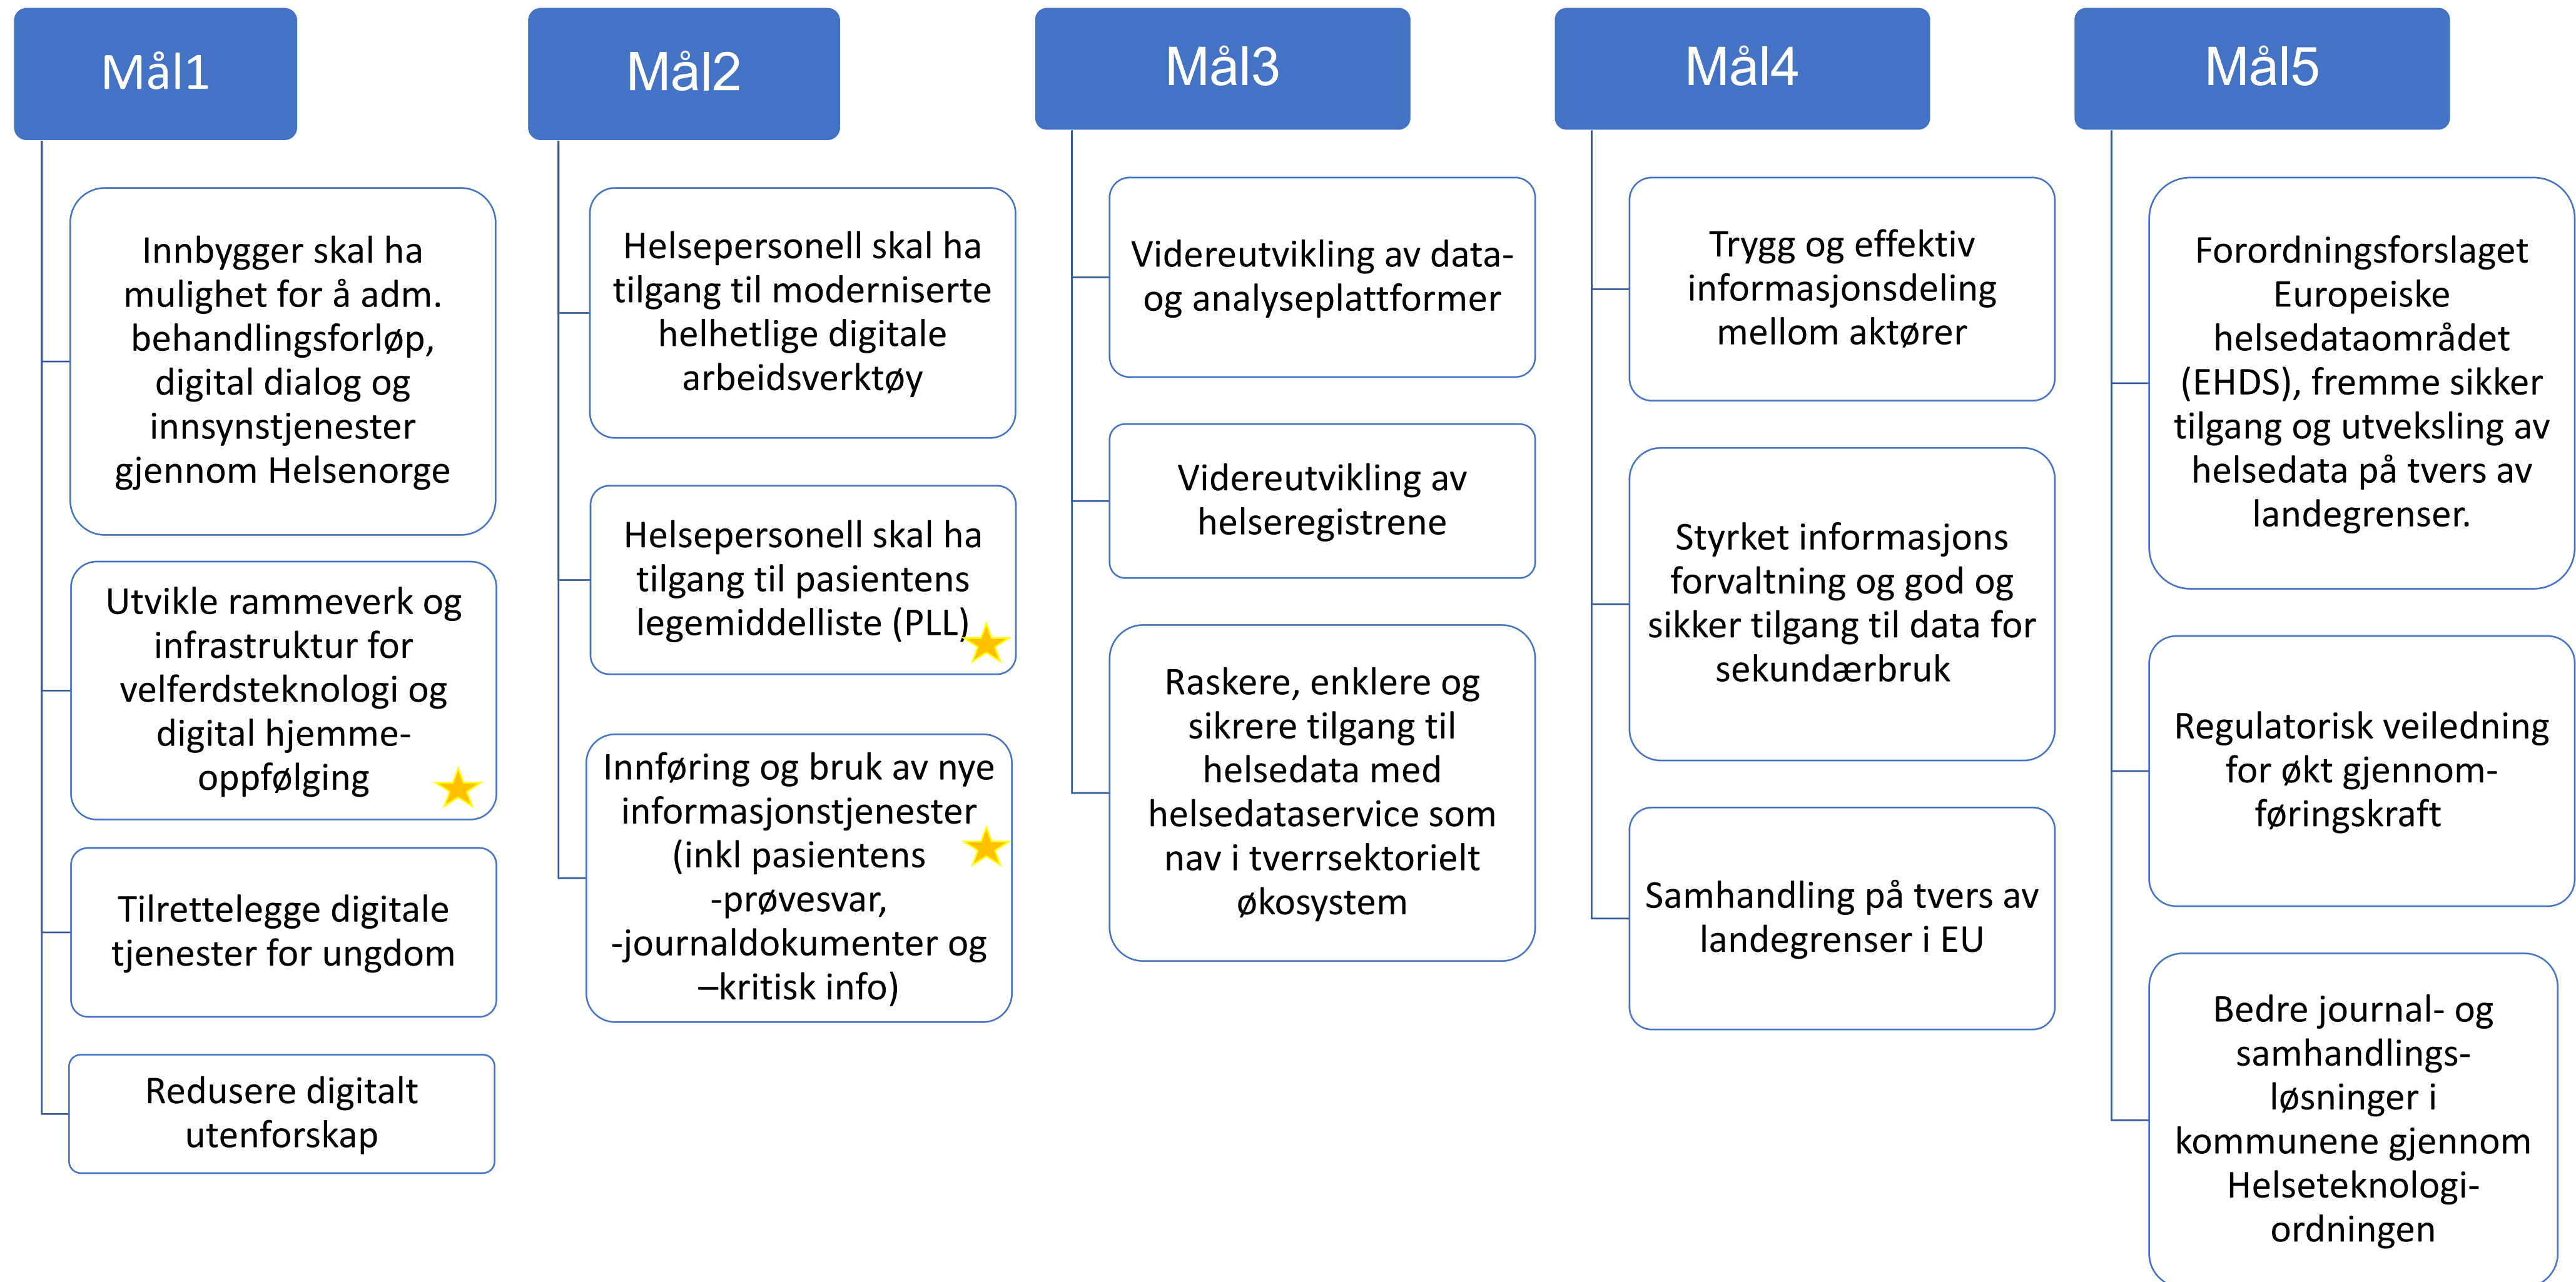 Mål1
Innbygger skal ha
mulighet for å adm.
behandlingsforløp,
digital dialog og
innsynstjenester
gjennom Helsenorge
Utvikle rammeverk og
infrastruktur for
velferdsteknologi og
digital hjemme-
oppfølging
Tilrettelegge digitale
tjenester for ungdom
Redusere digitalt
utenforskap
Mål2
Helsepersonell skal ha
tilgang til moderniserte
helhetlige digitale
arbeidsverktøy
Helsepersonell skal ha
tilgang til pasientens
legemiddelliste (PLL)
Innføring og bruk av nye
informasjonstjenester
(inkl pasientens
-prøvesvar,
-journaldokumenter og
–kritisk info)
Mål3
Videreutvikling av data-
og analyseplattformer
Videreutvikling av
helseregistrene
Raskere, enklere og
sikrere tilgang til
helsedata med
helsedataservice som
nav i tverrsektorielt
økosystem
Mål4
Trygg og effektiv
informasjonsdeling
mellom aktører
Styrket informasjons
forvaltning og god og
sikker tilgang til data for
sekundærbruk
Samhandling på tvers av
landegrenser i EU
Mål5
Forordningsforslaget
Europeiske
helsedataområdet
(EHDS), fremme sikker
tilgang og utveksling av
helsedata på tvers av
landegrenser.
Regulatorisk veiledning
for økt gjennom-
føringskraft
Bedre journal- og
samhandlings-
løsninger i
kommunene gjennom
Helseteknologi-
ordningen